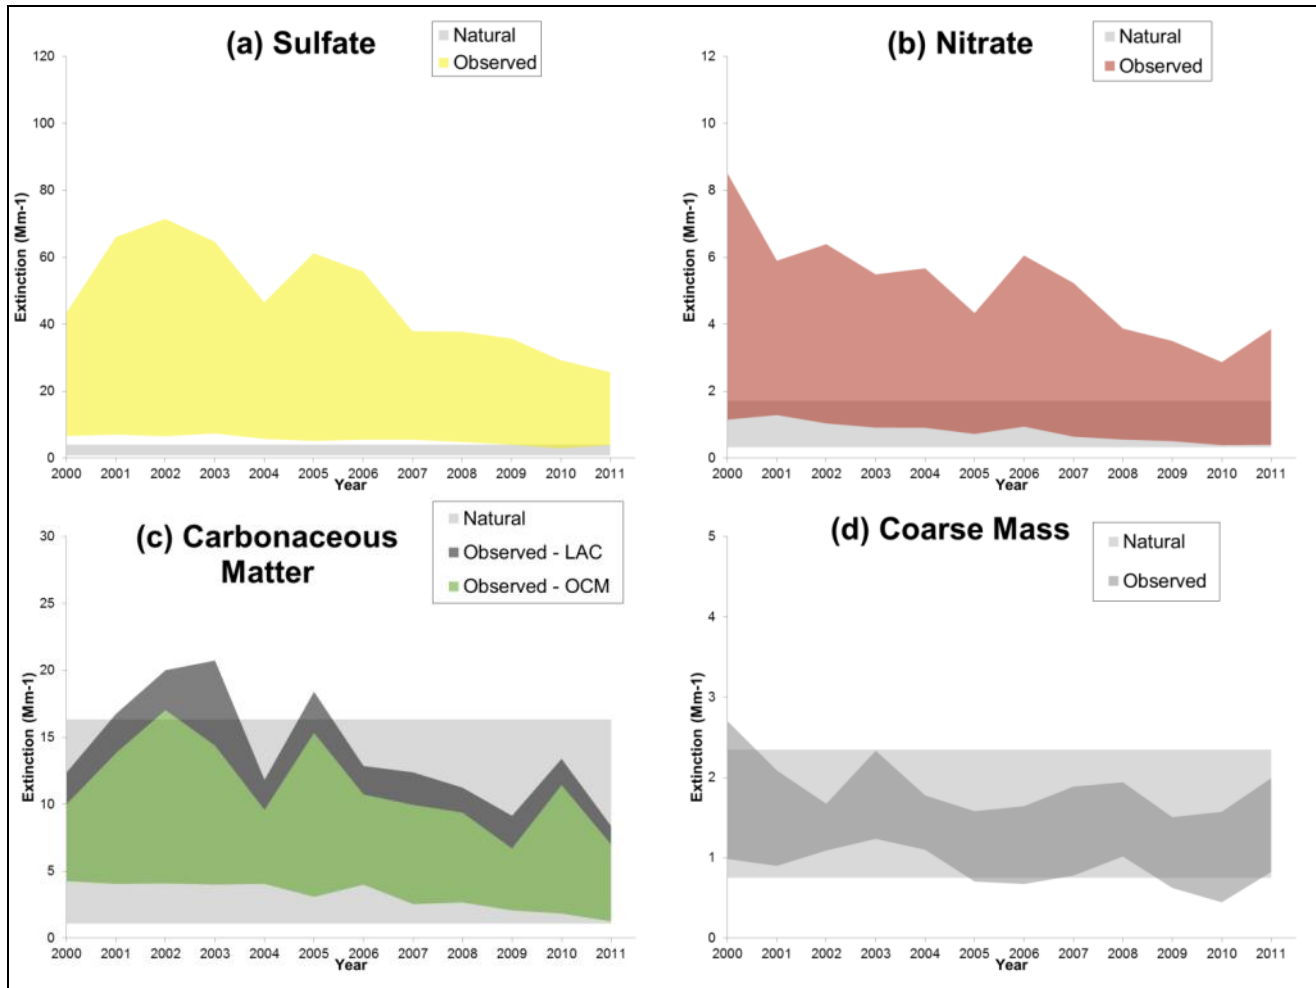 (a) Sulfate
Natural
Observed
120
100
80
60
40
20
0
Extinction (Mm-1)
2000 2001 2002 2003 2004 2005 2006 2007 2008 2009 2010 2011
Year
(b) Nitrate
Natural
Observed
12
10
8
6
4
2
0
Extinction (Mm-1)
2000 2001 2002 2003 2004 2005 2006 2007 2008 2009 2010 2011
Year
(c) Carbonaceous
Matter
Natural
Observed - LAC
Observed - OCM
30
25
20
15
10
5
0
Extinction (Mm-1)
2000 2001 2002 2003 2004 2005 2006 2007 2008 2009 2010 2011
Year
(d) Coarse Mass
Natural
Observed
5
4
3
2
1
0
Extinction (Mm-1)
2000 2001 2002 2003 2004 2005 2006 2007 2008 2009 2010 2011
Year